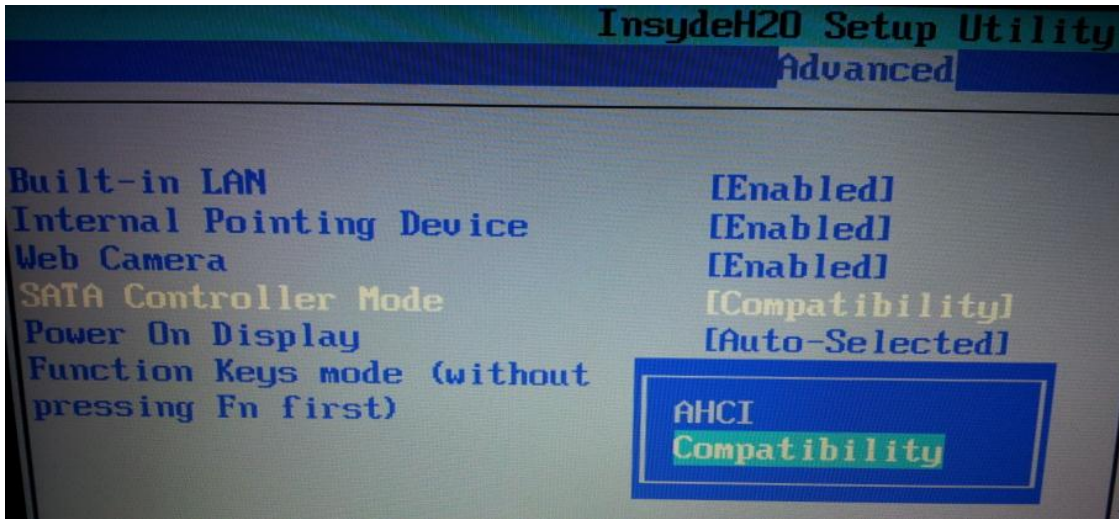 InsydeH2O Setup Utility
Advanced
Built-in LAN [Enabled]
Internal Pointing Device [Enabled]
Web Camera [Enabled]
SATA Controller Mode [Compatibility]
Power On Display [Auto-Selected]
Function Keys mode (without
pressing Fn first)
AHCI
Compatibility